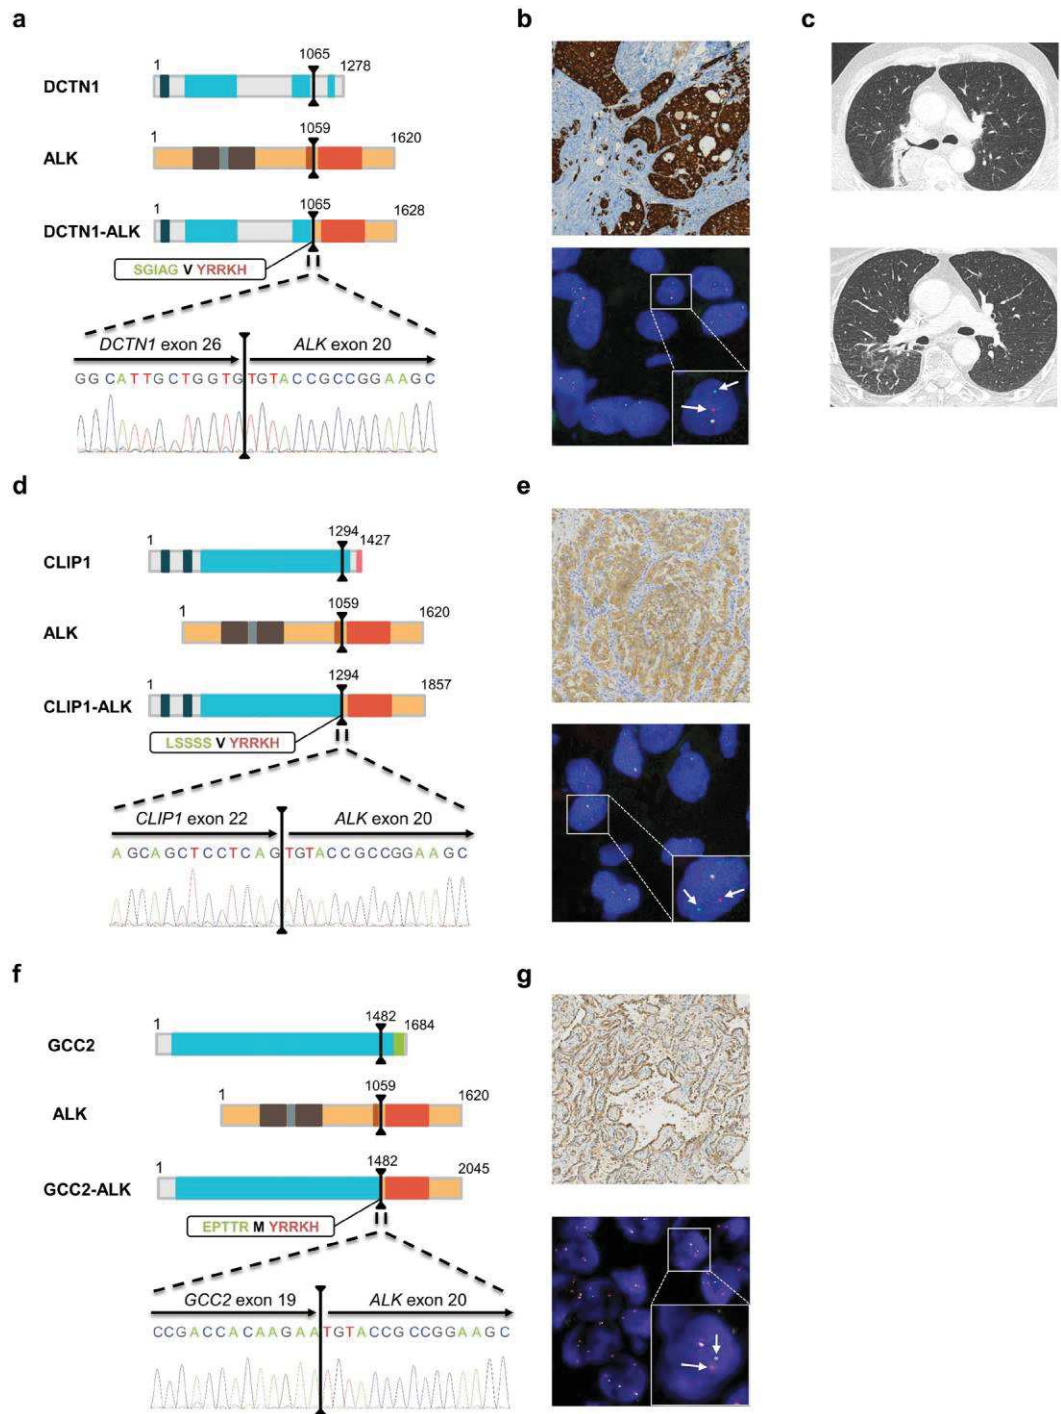 a
b
c
1
1065
1278
DCTN1
1
1059
1620
ALK
1
1065
1628
DCTN1-ALK
SGIAG V YRRKH
DCTN1 exon 26
ALK exon 20
GGCATTGCTGGTGTGTACCGCCGGAAGC
d
e
1
1294
1427
CLIP1
1
1059
1620
ALK
1
1294
1857
CLIP1-ALK
LSSSS V YRRKH
CLIP1 exon 22
ALK exon 20
AGCAGCTCCTCAGTGTACCGCCGGAAGC
f
g
1
1482
1684
GCC2
1
1059
1620
ALK
1
1482
2045
GCC2-ALK
EPTTR M YRRKH
GCC2 exon 19
ALK exon 20
CCGACCACAAGAATGTACCGCCGGAAGC